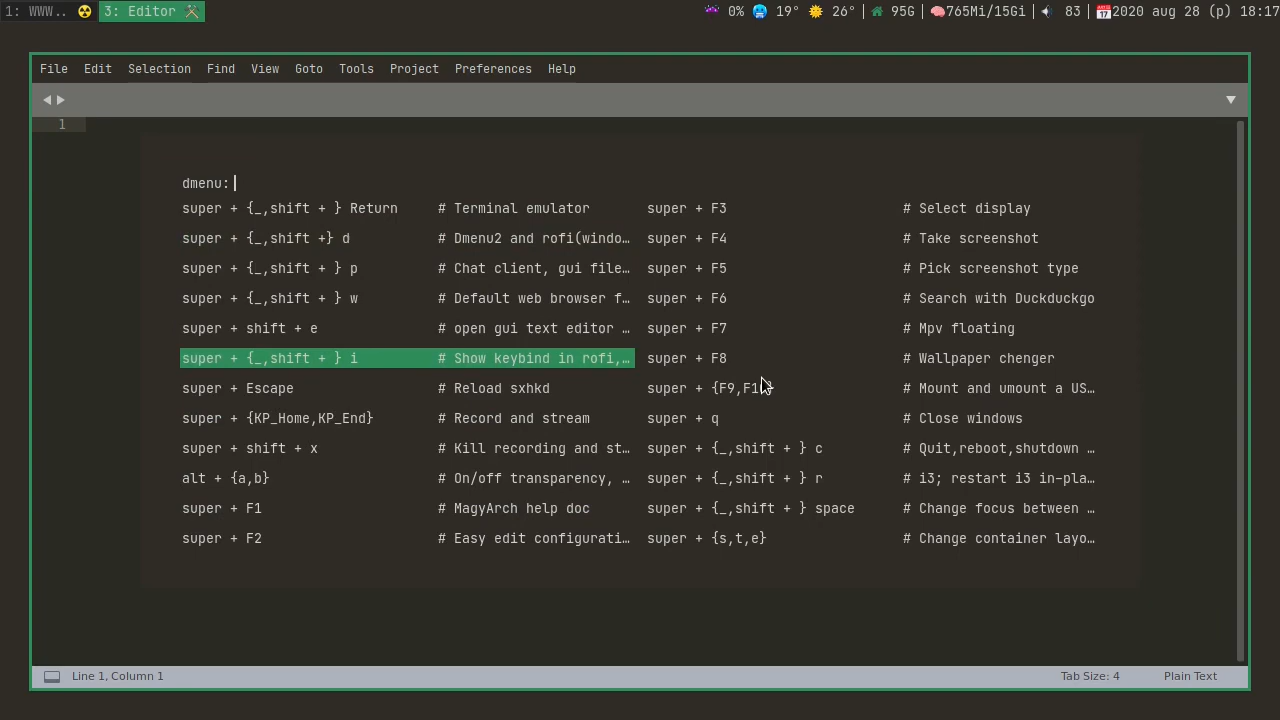 1: WWW.. 3: Editor 0% 19° 26° 95G 765Mi/15Gi 83 2020 aug 28 (p) 18:17
File Edit Selection Find View Goto Tools Project Preferences Help
1
dmenu:
super + {_,shift + } Return # Terminal emulator super + F3 # Select display
super + {_,shift +} d # Dmenu2 and rofi(windo… super + F4 # Take screenshot
super + {_,shift + } p # Chat client, gui file… super + F5 # Pick screenshot type
super + {_,shift + } w # Default web browser f… super + F6 # Search with Duckduckgo
super + shift + e # open gui text editor … super + F7 # Mpv floating
super + {_,shift + } i # Show keybind in rofi,… super + F8 # Wallpaper chenger
super + Escape # Reload sxhkd super + # Mount and umount a US…
super + {KP_Home,KP_End} # Record and stream super + q # Close windows
super + shift + x # Kill recording and st… super + {_,shift + } c # Quit,reboot,shutdown …
alt + {a,b} # On/off transparency, … super + {_,shift + } r # i3; restart i3 in-pla…
super + F1 # MagyArch help doc super + {_,shift + } space # Change focus between …
super + F2 # Easy edit configurati… super + {s,t,e} # Change container layo…
Line 1, Column 1 Tab Size: 4 Plain Text